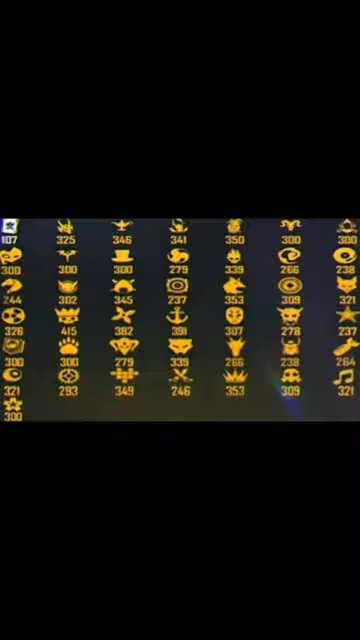 107 325 346 341 350 300 300
300 300 300 279 339 266 238
244 302 345 237 353 309 321
326 415 382 391 307 278 237
300 300 279 339 266 238 264
321 293 349 246 353 309 321
300